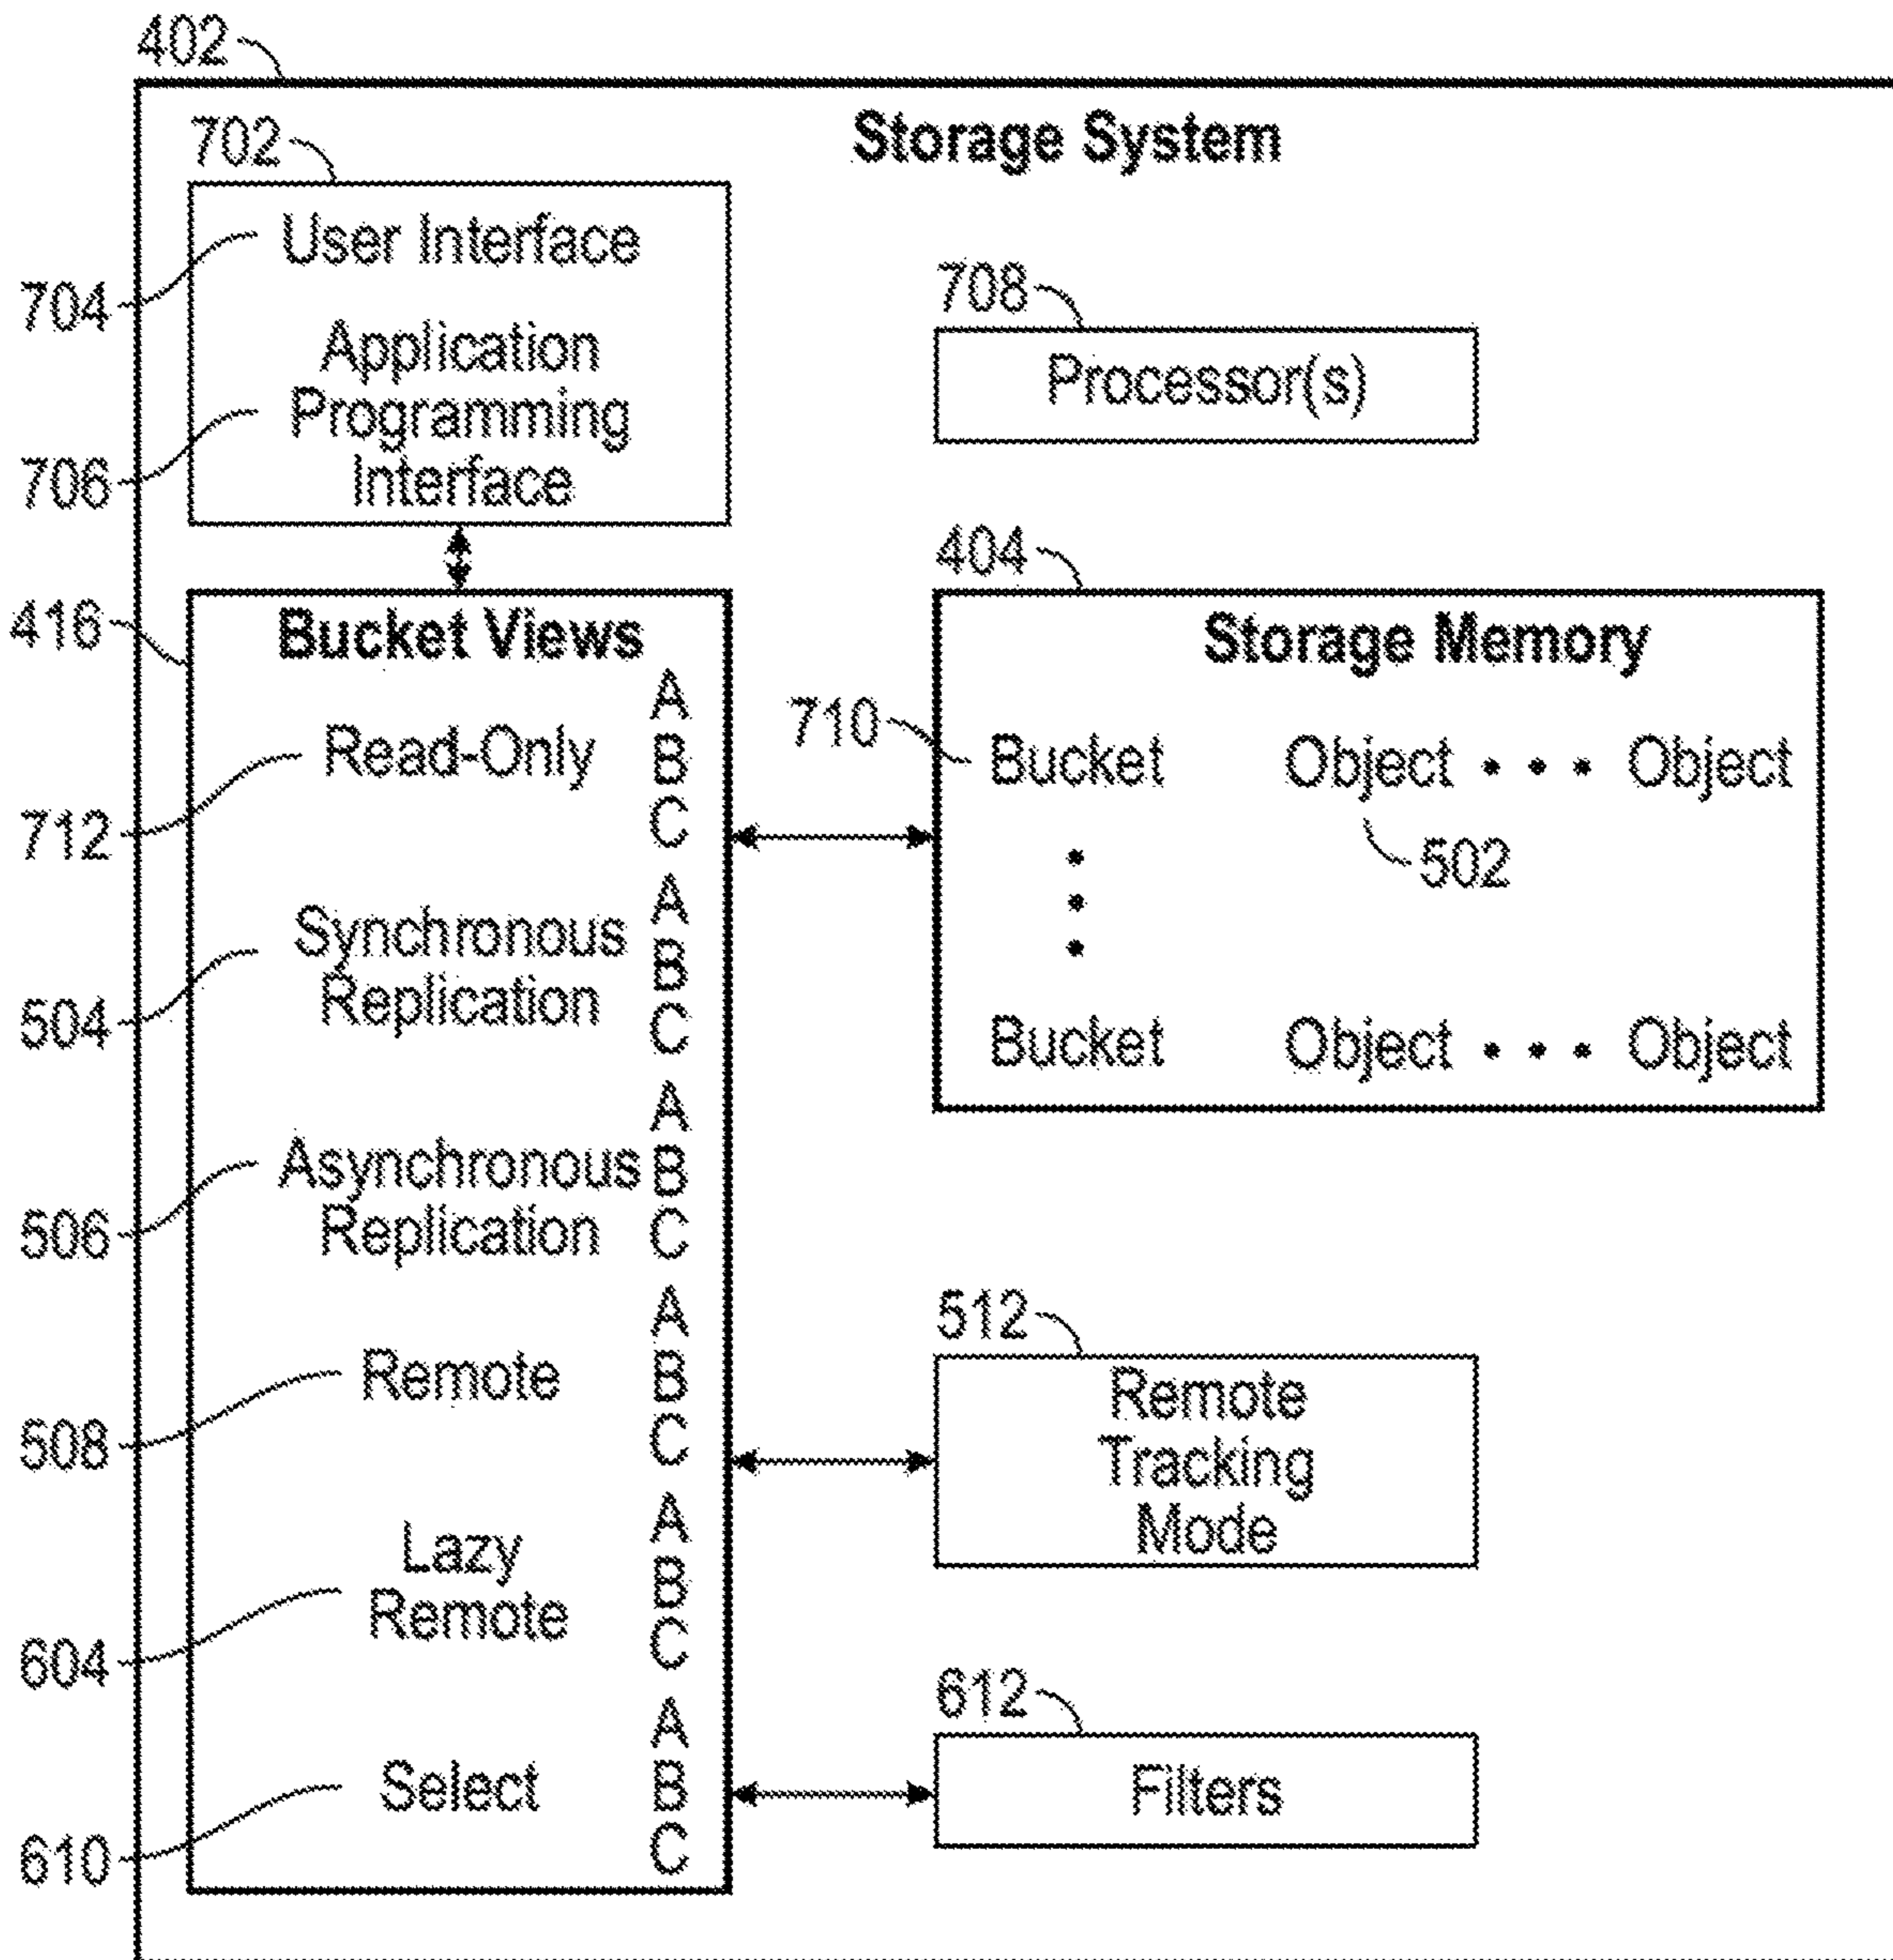 402
Storage System
702
User Interface
704
Application
Programming
Interface
706
708
Processor(s)
416
Bucket Views
Read-Only
A
B
C
712
Synchronous
Replication
A
B
C
504
Asynchronous
Replication
A
B
C
506
Remote
A
B
C
508
Lazy
Remote
A
B
C
604
Select
A
B
C
610
404
Storage Memory
710
Bucket Object • • • Object
502
•
•
•
Bucket Object • • • Object
512
Remote
Tracking
Mode
612
Filters